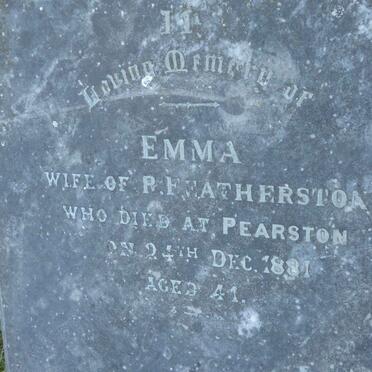 In
Loving Memory of
EMMA
WIFE OF R. FEATHERSTON
WHO DIED AT PEARSTON
ON 24TH DEC. 1881
AGED 41.